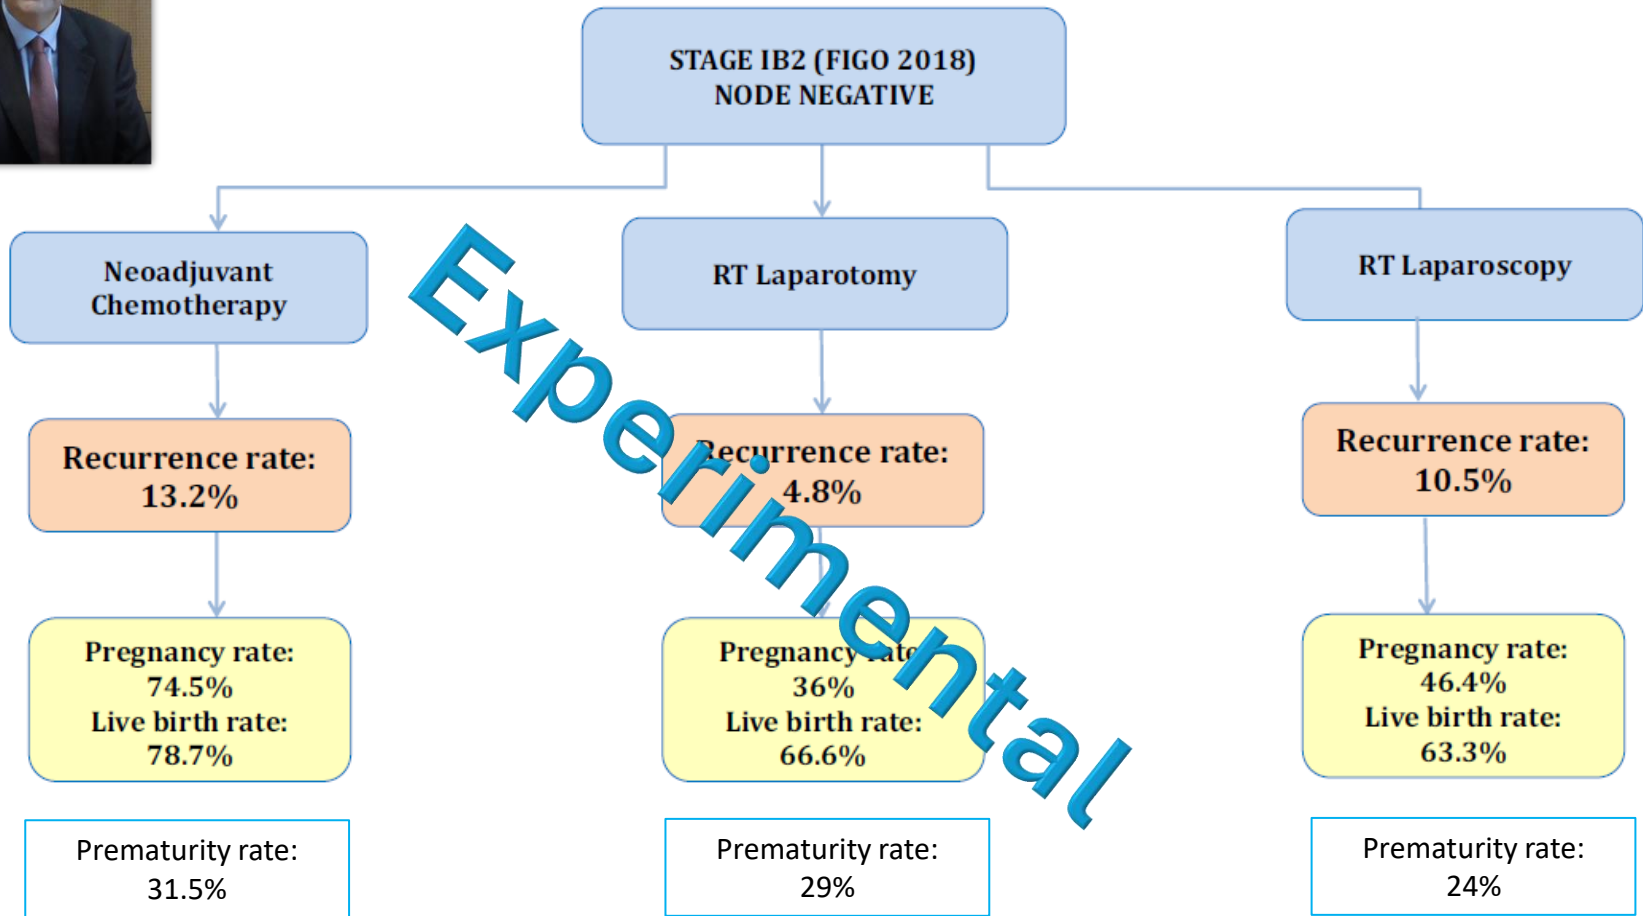 STAGE IB2 (FIGO 2018)
NODE NEGATIVE
Neoadjuvant
Chemotherapy
RT Laparotomy
RT Laparoscopy
Recurrence rate:
13.2%
Recurrence rate:
4.8%
Recurrence rate:
10.5%
Pregnancy rate:
74.5%
Live birth rate:
78.7%
Pregnancy rate
36%
Live birth rate:
66.6%
Pregnancy rate:
46.4%
Live birth rate:
63.3%
Prematurity rate:
31.5%
Prematurity rate:
29%
Prematurity rate:
24%
Experimental